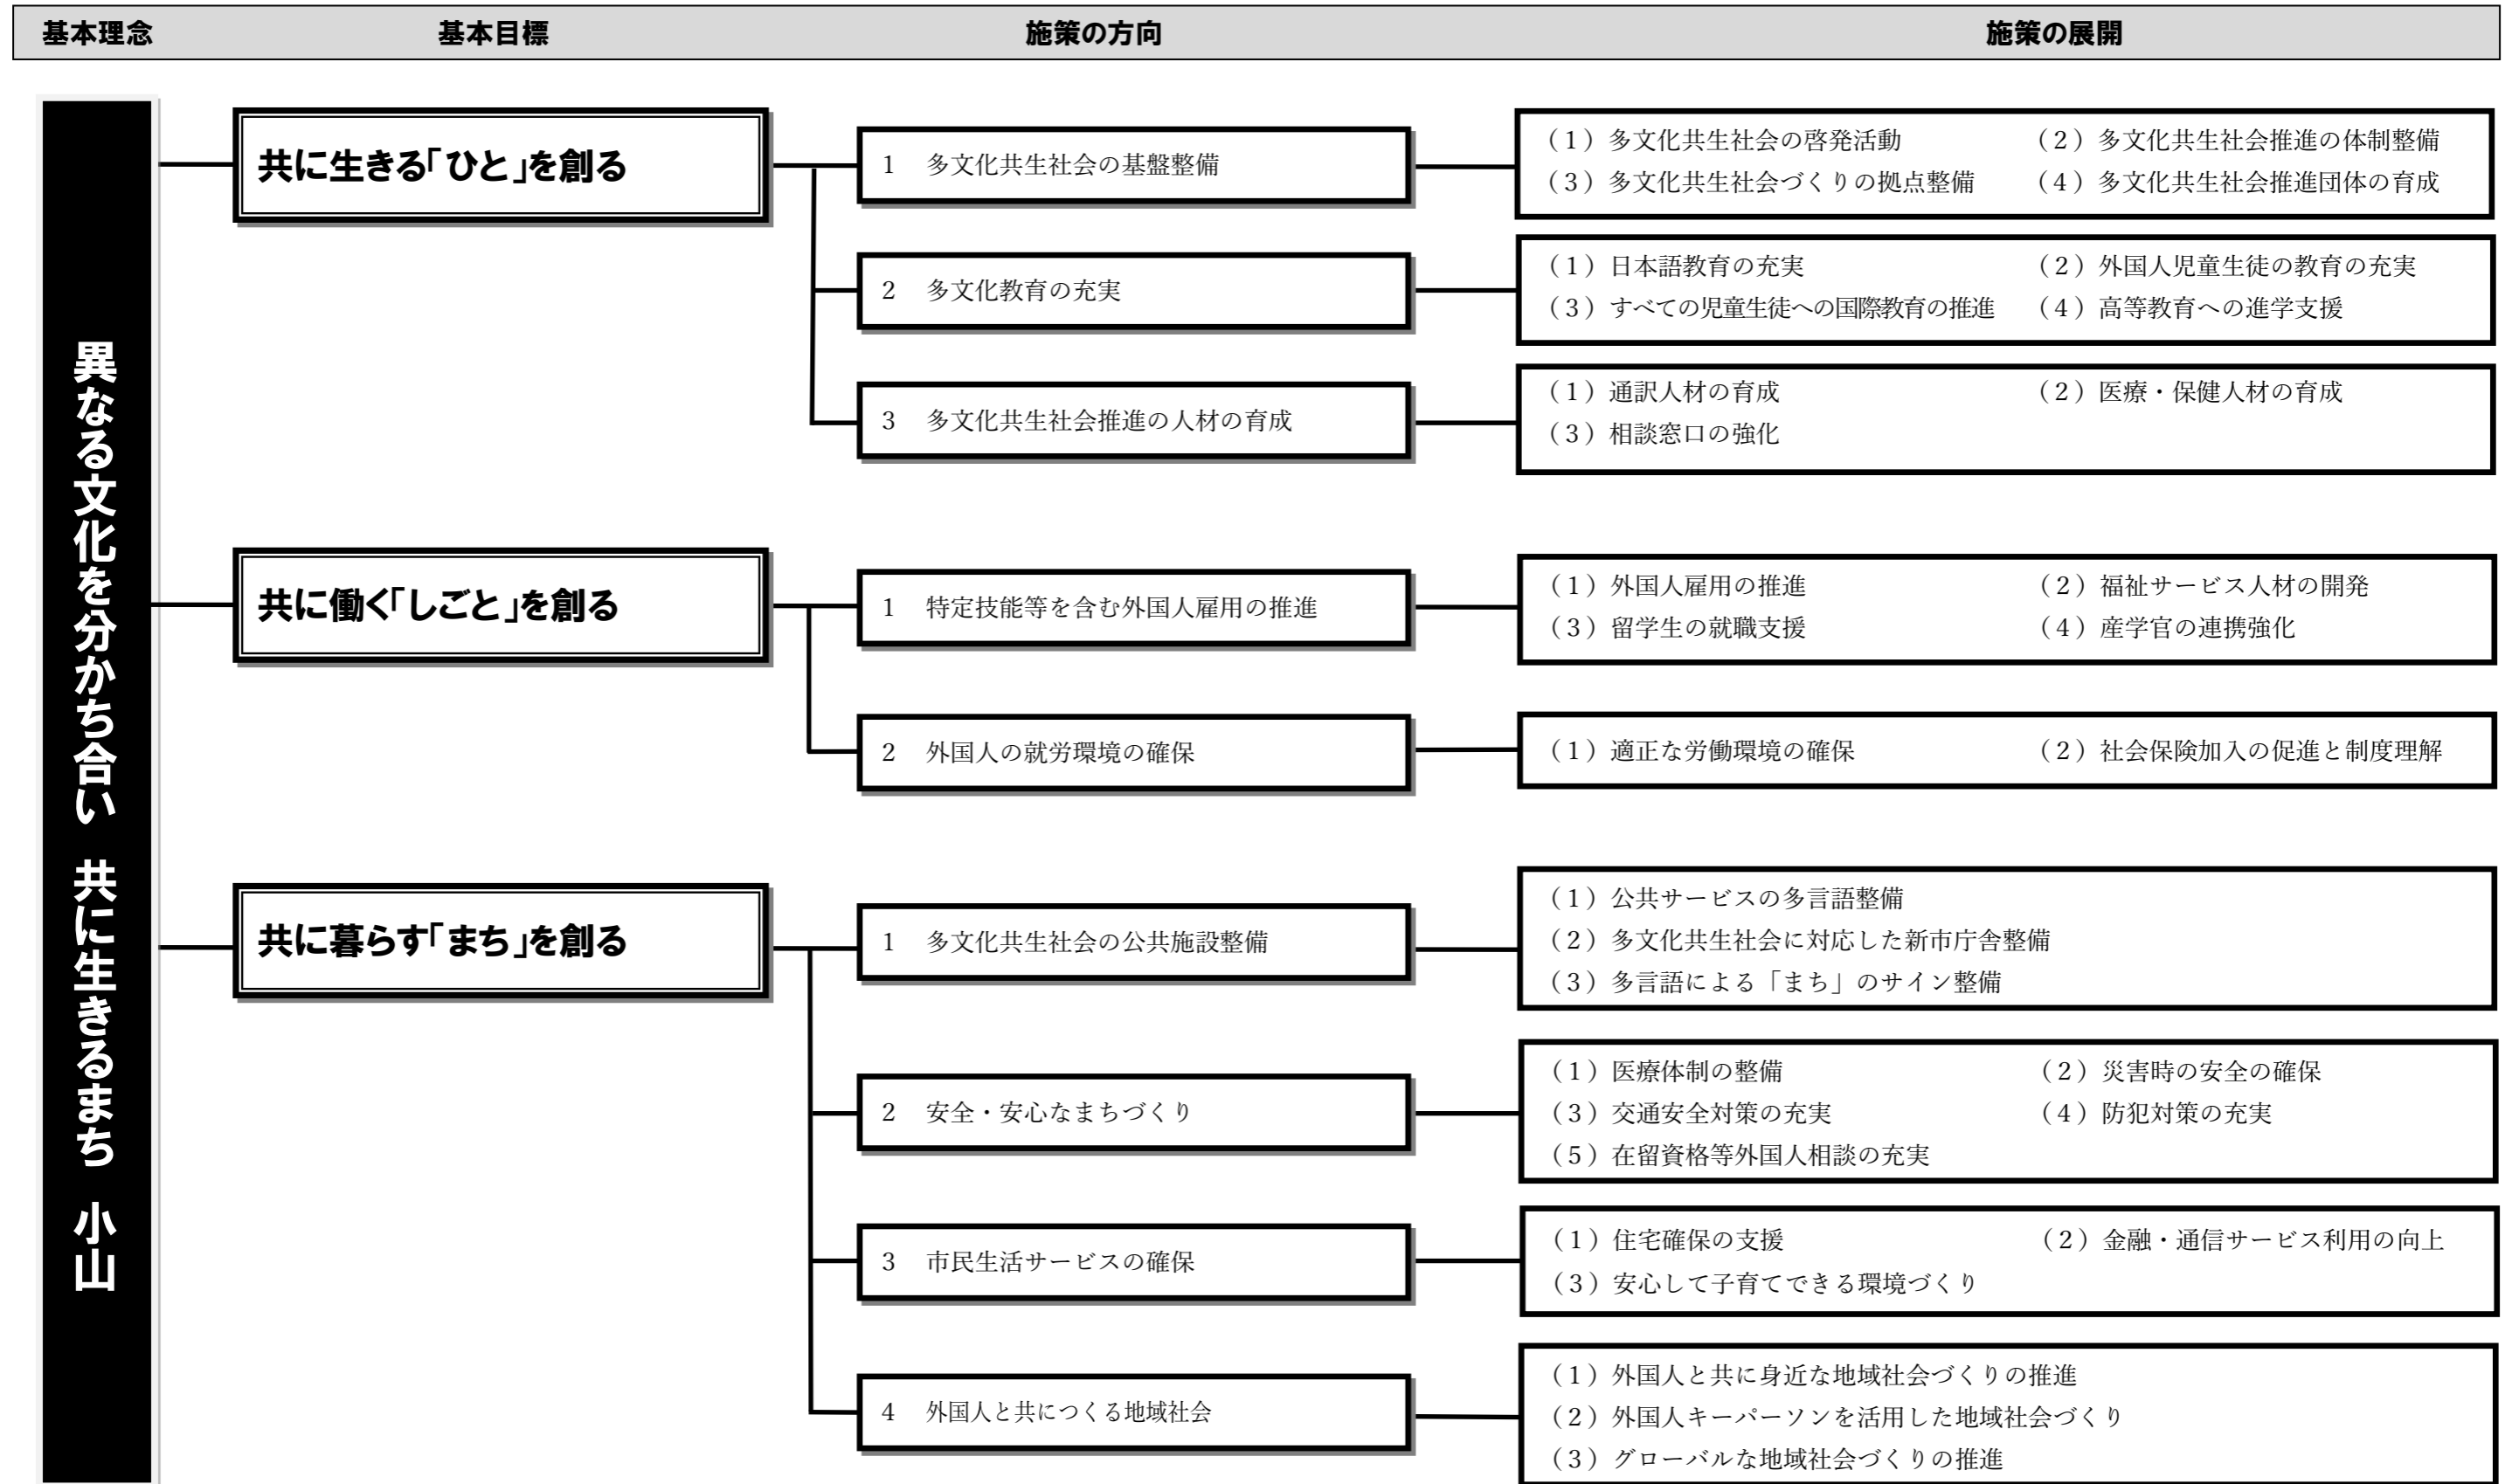 基本理念 基本目標 施策の方向 施策の展開
異なる文化を分かち合い　共に生きるまち　小山
共に生きる「ひと」を創る
1　多文化共生社会の基盤整備
（1）多文化共生社会の啓発活動 （2）多文化共生社会推進の体制整備
（3）多文化共生社会づくりの拠点整備 （4）多文化共生社会推進団体の育成
2　多文化教育の充実
（1）日本語教育の充実 （2）外国人児童生徒の教育の充実
（3）すべての児童生徒への国際教育の推進 （4）高等教育への進学支援
3　多文化共生社会推進の人材の育成
（1）通訳人材の育成 （2）医療・保健人材の育成
（3）相談窓口の強化
共に働く「しごと」を創る
1　特定技能等を含む外国人雇用の推進
（1）外国人雇用の推進 （2）福祉サービス人材の開発
（3）留学生の就職支援 （4）産学官の連携強化
2　外国人の就労環境の確保
（1）適正な労働環境の確保 （2）社会保険加入の促進と制度理解
共に暮らす「まち」を創る
1　多文化共生社会の公共施設整備
（1）公共サービスの多言語整備
（2）多文化共生社会に対応した新市庁舎整備
（3）多言語による「まち」のサイン整備
2　安全・安心なまちづくり
（1）医療体制の整備 （2）災害時の安全の確保
（3）交通安全対策の充実 （4）防犯対策の充実
（5）在留資格等外国人相談の充実
3　市民生活サービスの確保
（1）住宅確保の支援 （2）金融・通信サービス利用の向上
（3）安心して子育てできる環境づくり
4　外国人と共につくる地域社会
（1）外国人と共に身近な地域社会づくりの推進
（2）外国人キーパーソンを活用した地域社会づくり
（3）グローバルな地域社会づくりの推進